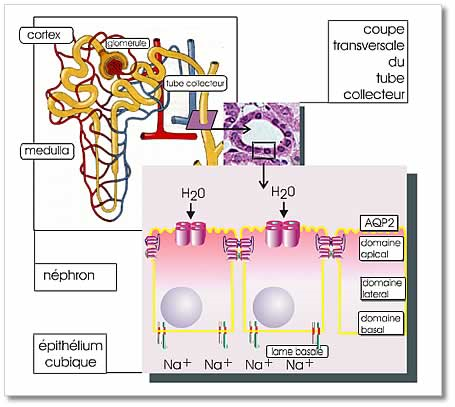 cortex
glomerule
coupe
transversale
du
tube
collecteur
tube collecteur
medulla
H2O H2O
AQP2
domaine
apical
néphron
domaine
lateral
domaine
basal
épithélium
cubique
lame basale
Na+ Na+ Na+ Na+